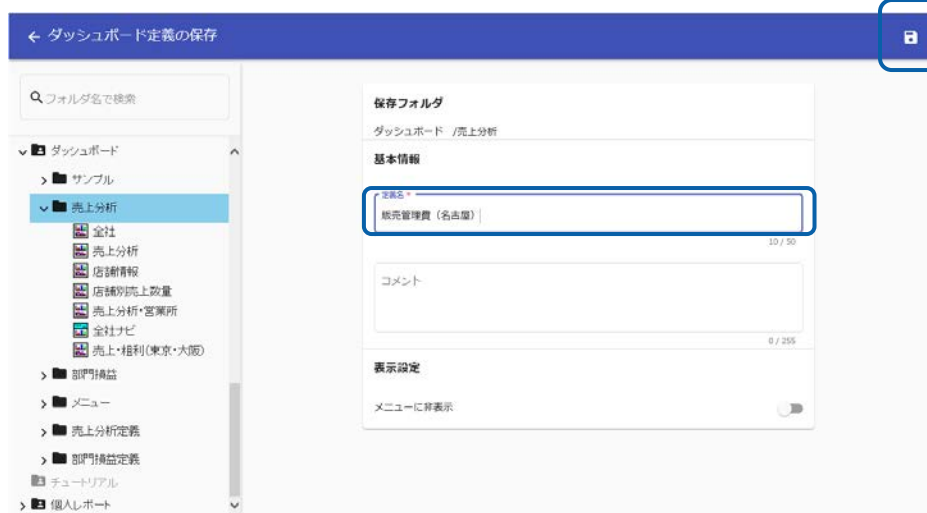 ← ダッシュボード定義の保存
フォルダ名で検索
ダッシュボード
サンプル
売上分析
全社
売上分析
店舗情報
店舗別売上数量
売上分析・営業所
全社ナビ
売上・粗利(東京・大阪)
部門損益
メニュー
売上分析定義
部門損益定義
チュートリアル
個人レポート
保存フォルダ
ダッシュボード /売上分析
基本情報
定義名 *
販売管理費（名古屋）
10 / 50
コメント
0 / 255
表示設定
メニューに非表示